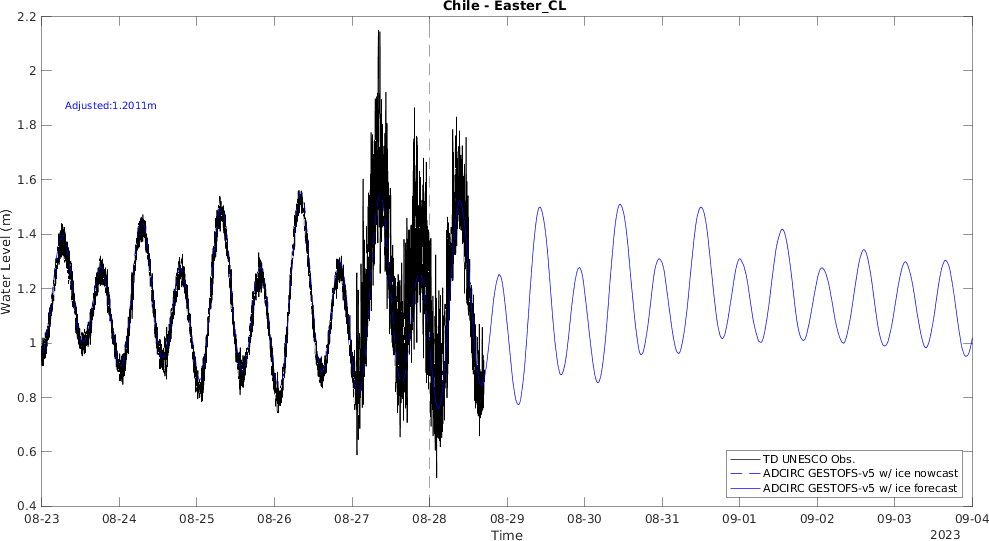 Chile - Easter_CL
2.2
2
1.8
1.6
1.4
1.2
1
0.8
0.6
0.4
Water Level (m)
Adjusted:1.2011m
TD UNESCO Obs.
ADCIRC GESTOFS-v5 w/ ice nowcast
ADCIRC GESTOFS-v5 w/ ice forecast
08-23 08-24 08-25 08-26 08-27 08-28 08-29 08-30 08-31 09-01 09-02 09-03 09-04
Time
2023